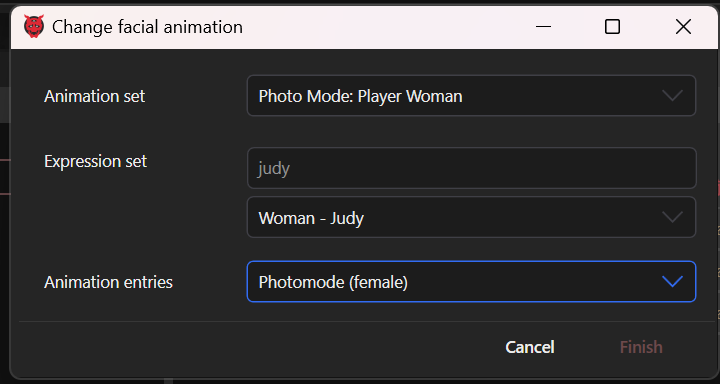 Change facial animation
Animation set
Photo Mode: Player Woman
Expression set
judy
Woman - Judy
Animation entries
Photomode (female)
Cancel
Finish